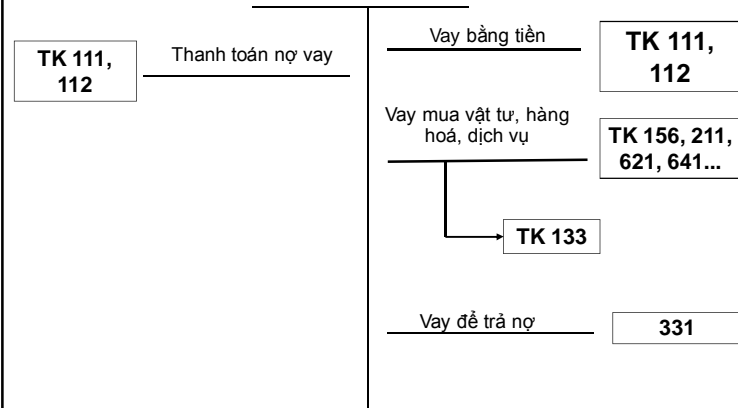 TK 111,
112
Thanh toán nợ vay
Vay bằng tiền
TK 111,
112
Vay mua vật tư, hàng
hoá, dịch vụ
TK 156, 211,
621, 641...
TK 133
Vay để trả nợ
331